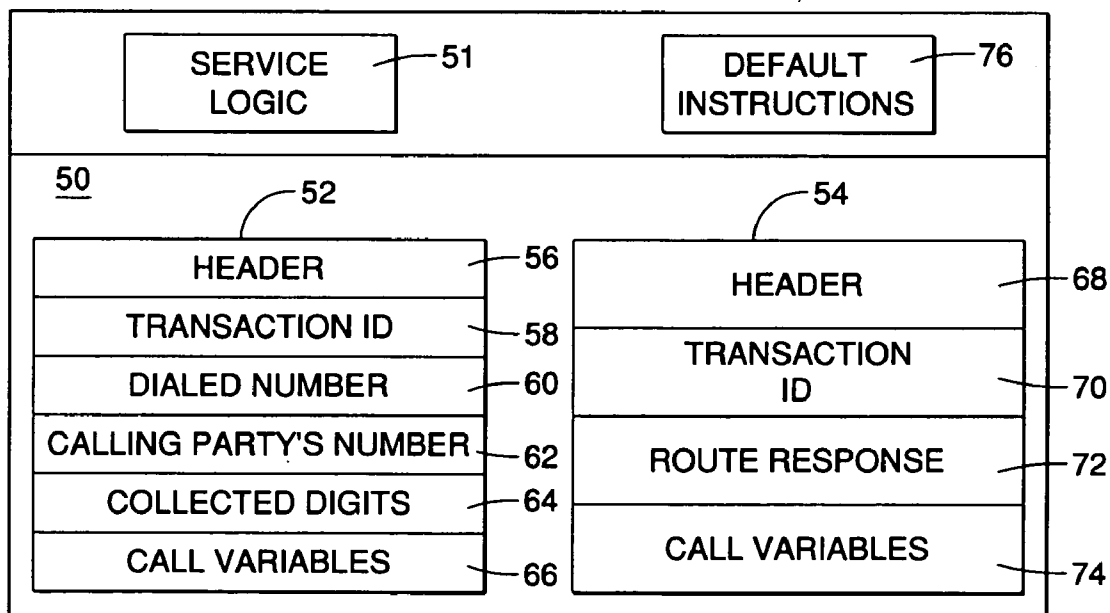 SERVICE
LOGIC
51
DEFAULT
INSTRUCTIONS
76
50
52
54
HEADER
56
TRANSACTION ID
58
DIALED NUMBER
60
CALLING PARTY'S NUMBER
62
COLLECTED DIGITS
64
CALL VARIABLES
66
HEADER
68
TRANSACTION
ID
70
ROUTE RESPONSE
72
CALL VARIABLES
74